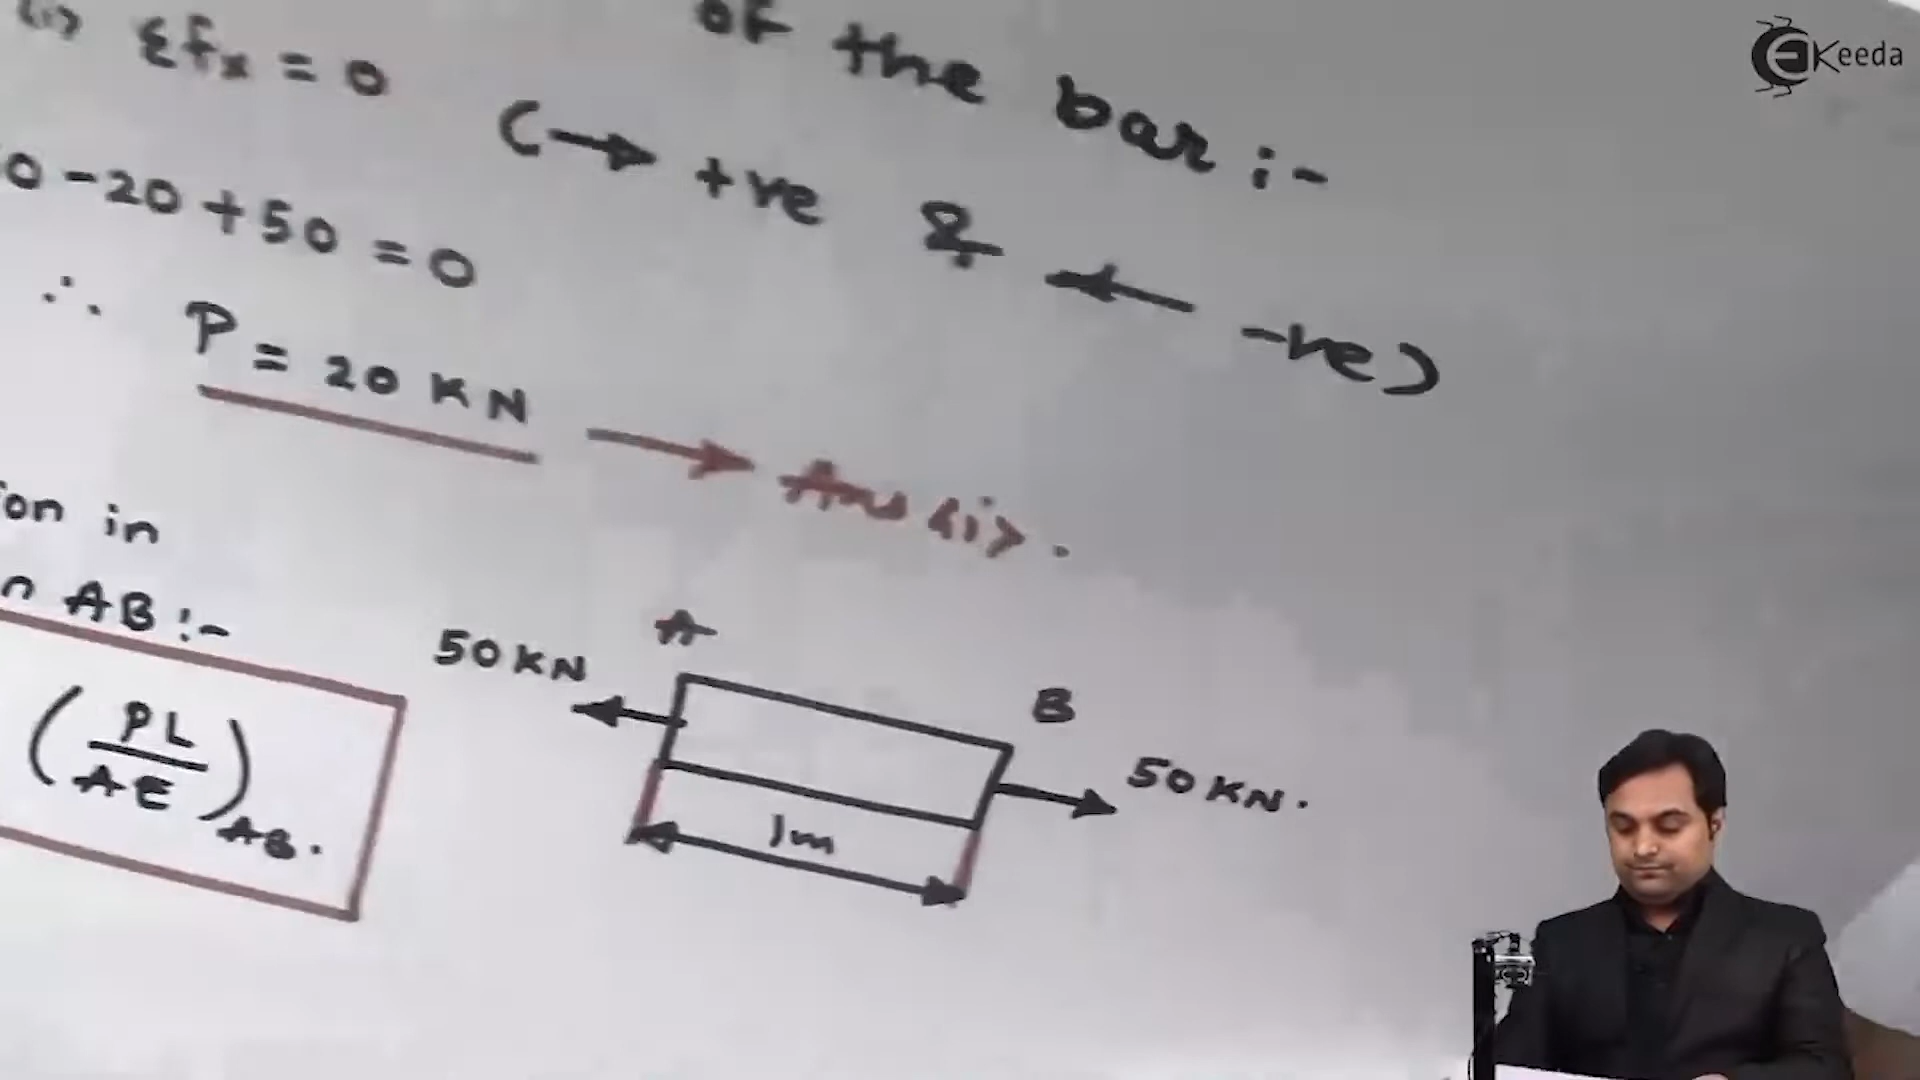 (i) Σfx = 0
of the bar :-
(→ +ve & ← -ve)
0 - 20 + 50 = 0
∴ P = 20 KN → Ans (i).
on in
n AB :-
(PL/AE)AB.
50 KN
A
B
50 KN.
1m
EKeeda